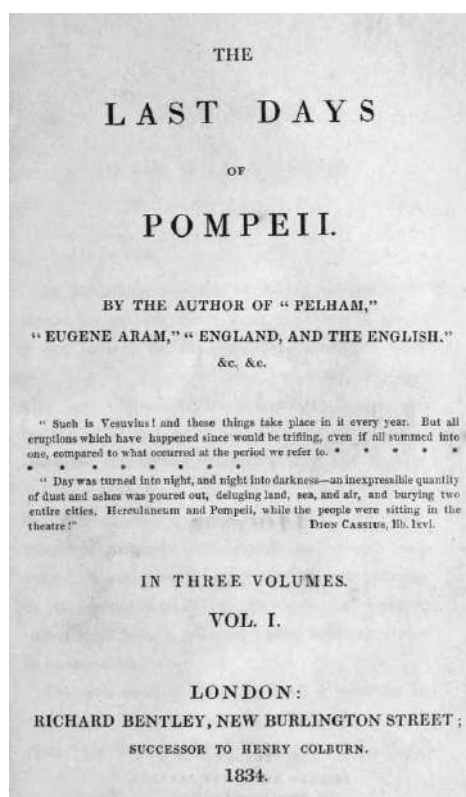 THE
LAST DAYS
OF
POMPEII.
BY THE AUTHOR OF " PELHAM,"
" EUGENE ARAM," " ENGLAND, AND THE ENGLISH."
&c. &c.
" Such is Vesuvius! and these things take place in it every year. But all
eruptions which have happened since would be trifling, even if all summed into
one, compared to what occurred at the period we refer to. * * * * *
* * * * * * * *
" Day was turned into night, and night into darkness—an inexpressible quantity
of dust and ashes was poured out, deluging land, sea, and air, and burying two
entire cities, Herculaneum and Pompeii, while the people were sitting in the
theatre!" DION CASSIUS, lib. lxvi.
IN THREE VOLUMES.
VOL. I.
LONDON:
RICHARD BENTLEY, NEW BURLINGTON STREET;
SUCCESSOR TO HENRY COLBURN.
1834.